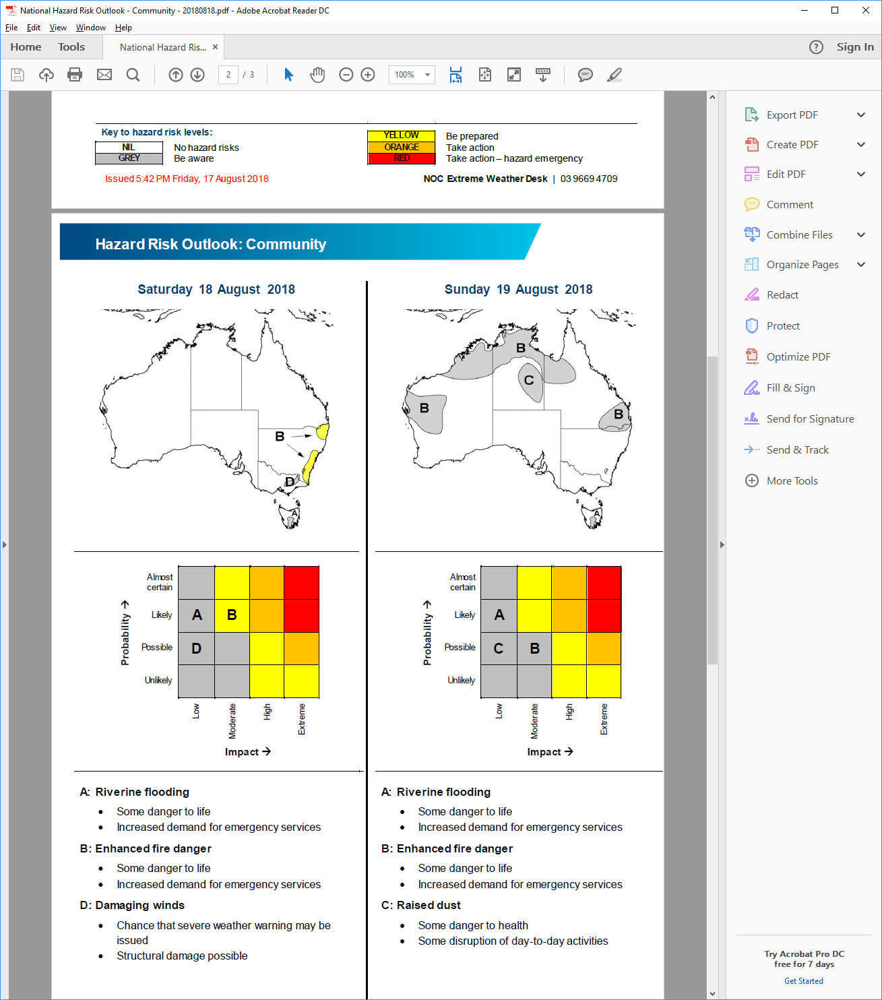 National Hazard Risk Outlook - Community - 20180818.pdf - Adobe Acrobat Reader DC
File Edit View Window Help
Home Tools National Hazard Ris... × ? Sign In
2 / 3 100%
Key to hazard risk levels:
NIL No hazard risks
GREY Be aware
YELLOW Be prepared
ORANGE Take action
RED Take action – hazard emergency
Issued 5:42 PM Friday, 17 August 2018
NOC Extreme Weather Desk | 03 9669 4709
Hazard Risk Outlook: Community
Saturday 18 August 2018
B
D
A
Probability →
Almost
certain
Likely A B
Possible D
Unlikely
Low Moderate High Extreme
Impact →
A: Riverine flooding
• Some danger to life
• Increased demand for emergency services
B: Enhanced fire danger
• Some danger to life
• Increased demand for emergency services
D: Damaging winds
• Chance that severe weather warning may be
issued
• Structural damage possible
Sunday 19 August 2018
B
C
B
B
A
Probability →
Almost
certain
Likely A
Possible C B
Unlikely
Low Moderate High Extreme
Impact →
A: Riverine flooding
• Some danger to life
• Increased demand for emergency services
B: Enhanced fire danger
• Some danger to life
• Increased demand for emergency services
C: Raised dust
• Some danger to health
• Some disruption of day-to-day activities
Export PDF
Create PDF
Edit PDF
Comment
Combine Files
Organize Pages
Redact
Protect
Optimize PDF
Fill & Sign
Send for Signature
Send & Track
More Tools
Try Acrobat Pro DC
free for 7 days
Get Started